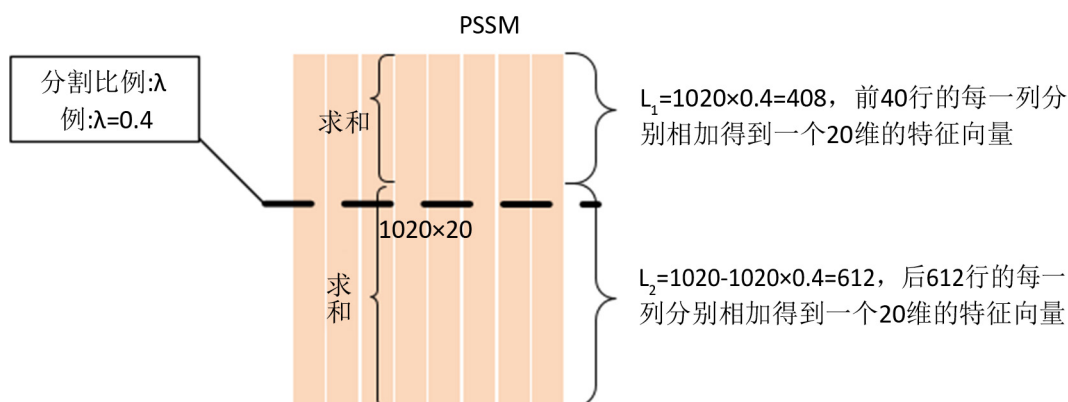 PSSM
分割比例:λ
例:λ=0.4
求和
L₁=1020×0.4=408，前40行的每一列分
别相加得到一个20维的特征向量
1020×20
求
和
L₂=1020-1020×0.4=612，后612行的每一
列分别相加得到一个20维的特征向量